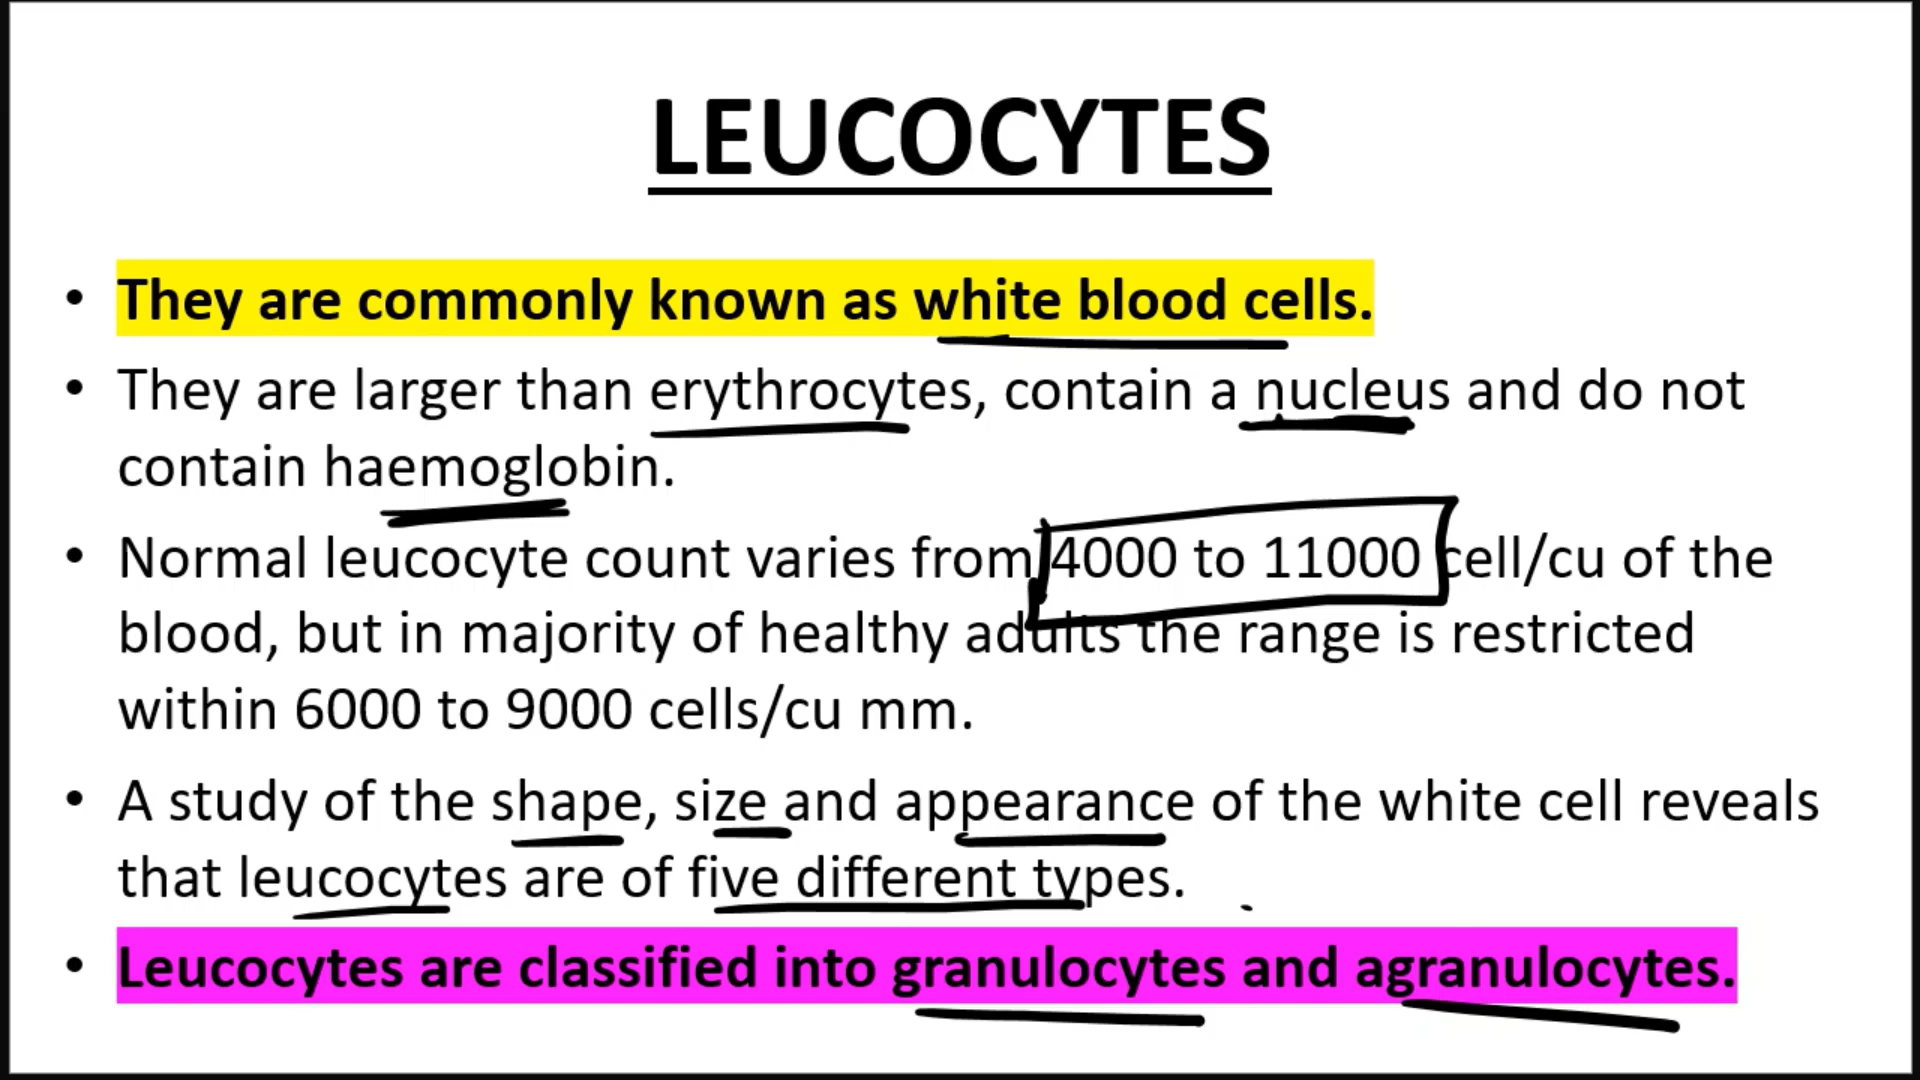 LEUCOCYTES
• They are commonly known as white blood cells.
• They are larger than erythrocytes, contain a nucleus and do not
contain haemoglobin.
• Normal leucocyte count varies from 4000 to 11000 cell/cu of the
blood, but in majority of healthy adults the range is restricted
within 6000 to 9000 cells/cu mm.
• A study of the shape, size and appearance of the white cell reveals
that leucocytes are of five different types.
• Leucocytes are classified into granulocytes and agranulocytes.